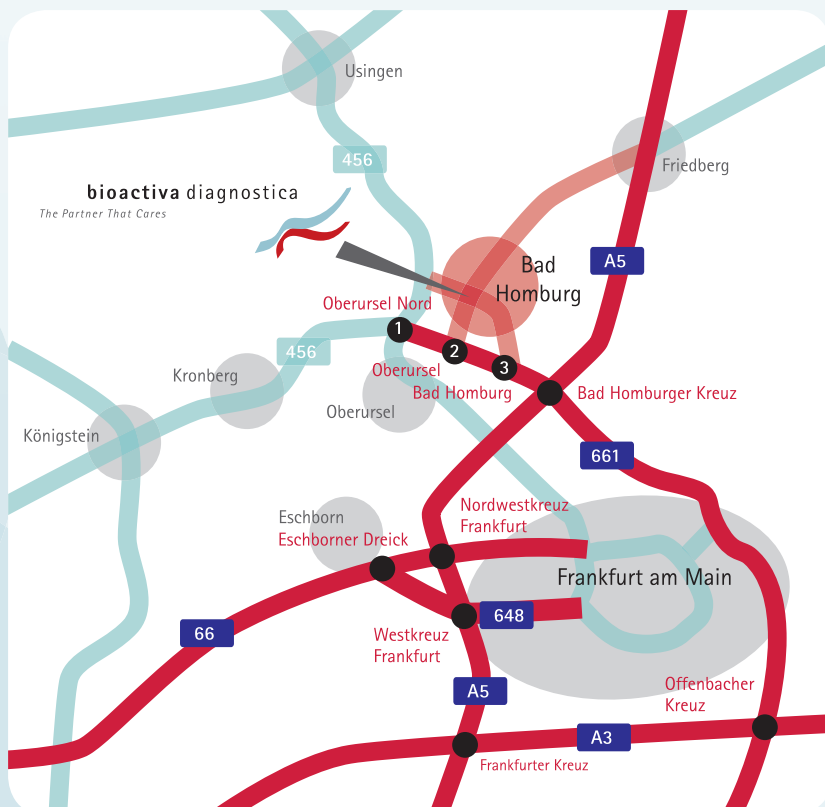 Usingen
456
Friedberg
bioactiva diagnostica
The Partner That Cares
A5
Bad
Homburg
Oberursel Nord
1
2
3
456
Oberursel
Kronberg
Bad Homburg
Bad Homburger Kreuz
Oberursel
Königstein
661
Nordwestkreuz
Frankfurt
Eschborn
Eschborner Dreick
Frankfurt am Main
648
66
Westkreuz
Frankfurt
A5
Offenbacher
Kreuz
A3
Frankfurter Kreuz